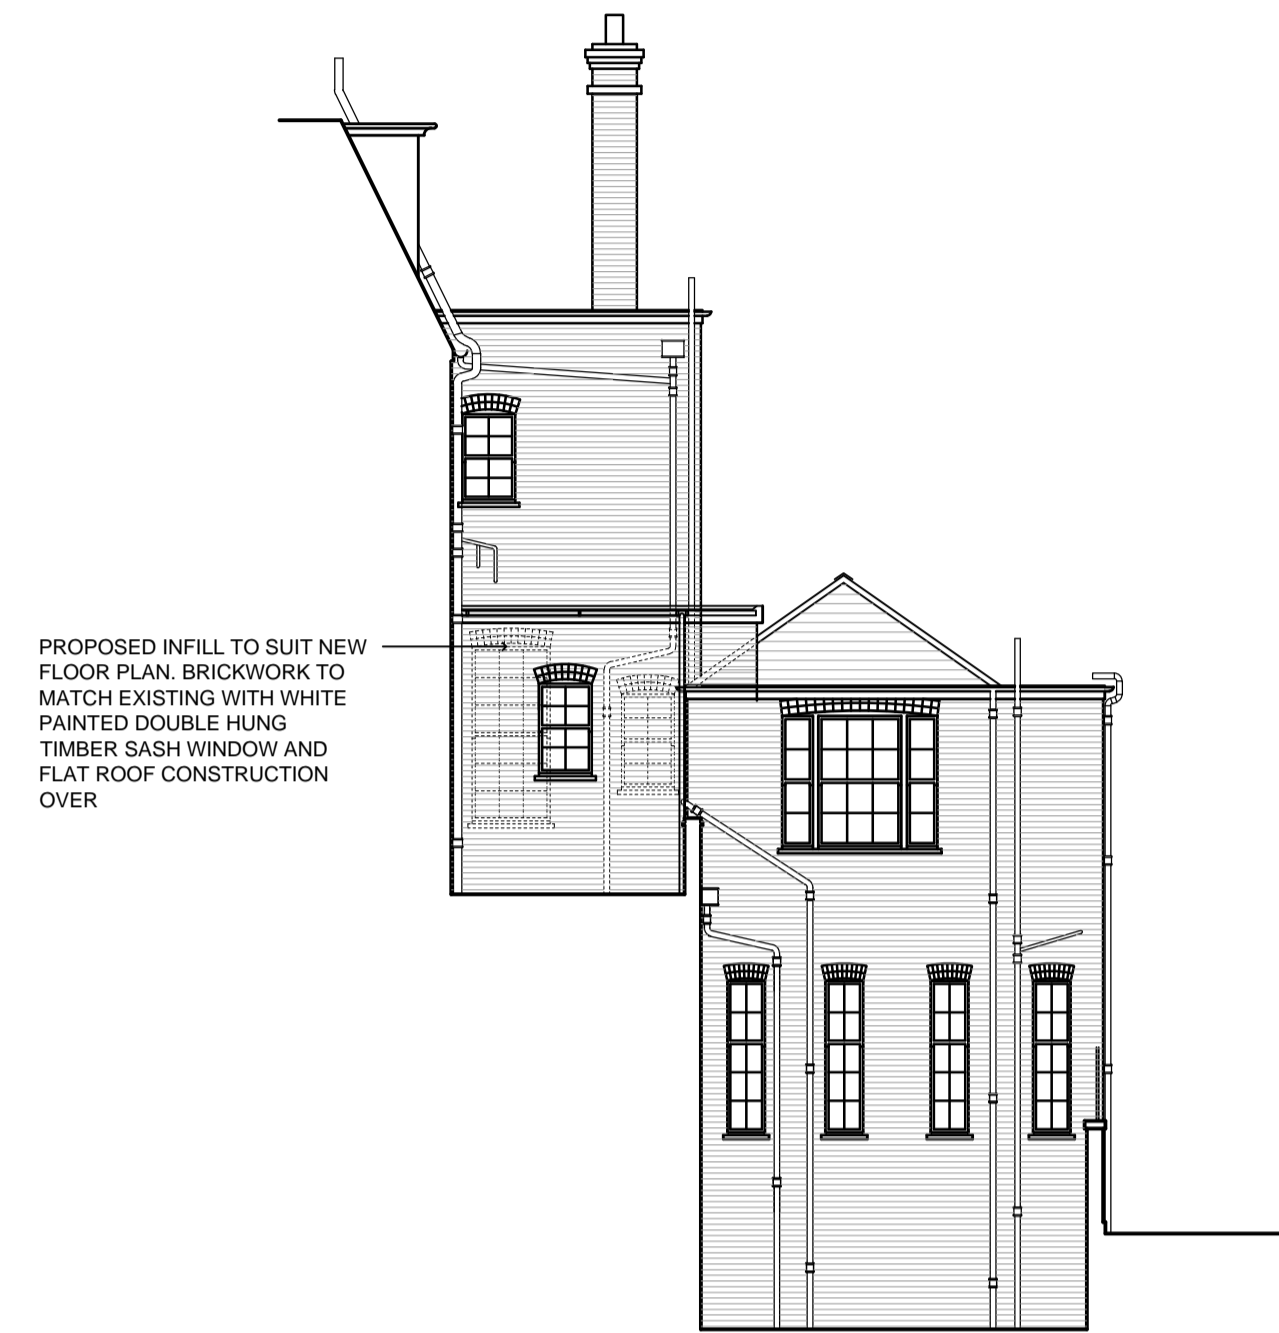 PROPOSED INFILL TO SUIT NEW
FLOOR PLAN. BRICKWORK TO
MATCH EXISTING WITH WHITE
PAINTED DOUBLE HUNG
TIMBER SASH WINDOW AND
FLAT ROOF CONSTRUCTION
OVER